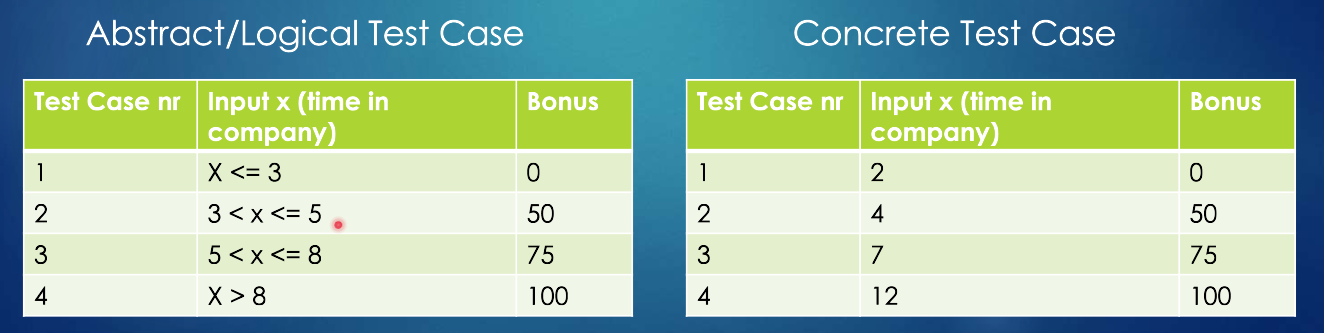 Abstract/Logical Test Case
Test Case nr Input x (time in company) Bonus
1 X <= 3 0
2 3 < x <= 5 50
3 5 < x <= 8 75
4 X > 8 100
Concrete Test Case
Test Case nr Input x (time in company) Bonus
1 2 0
2 4 50
3 7 75
4 12 100